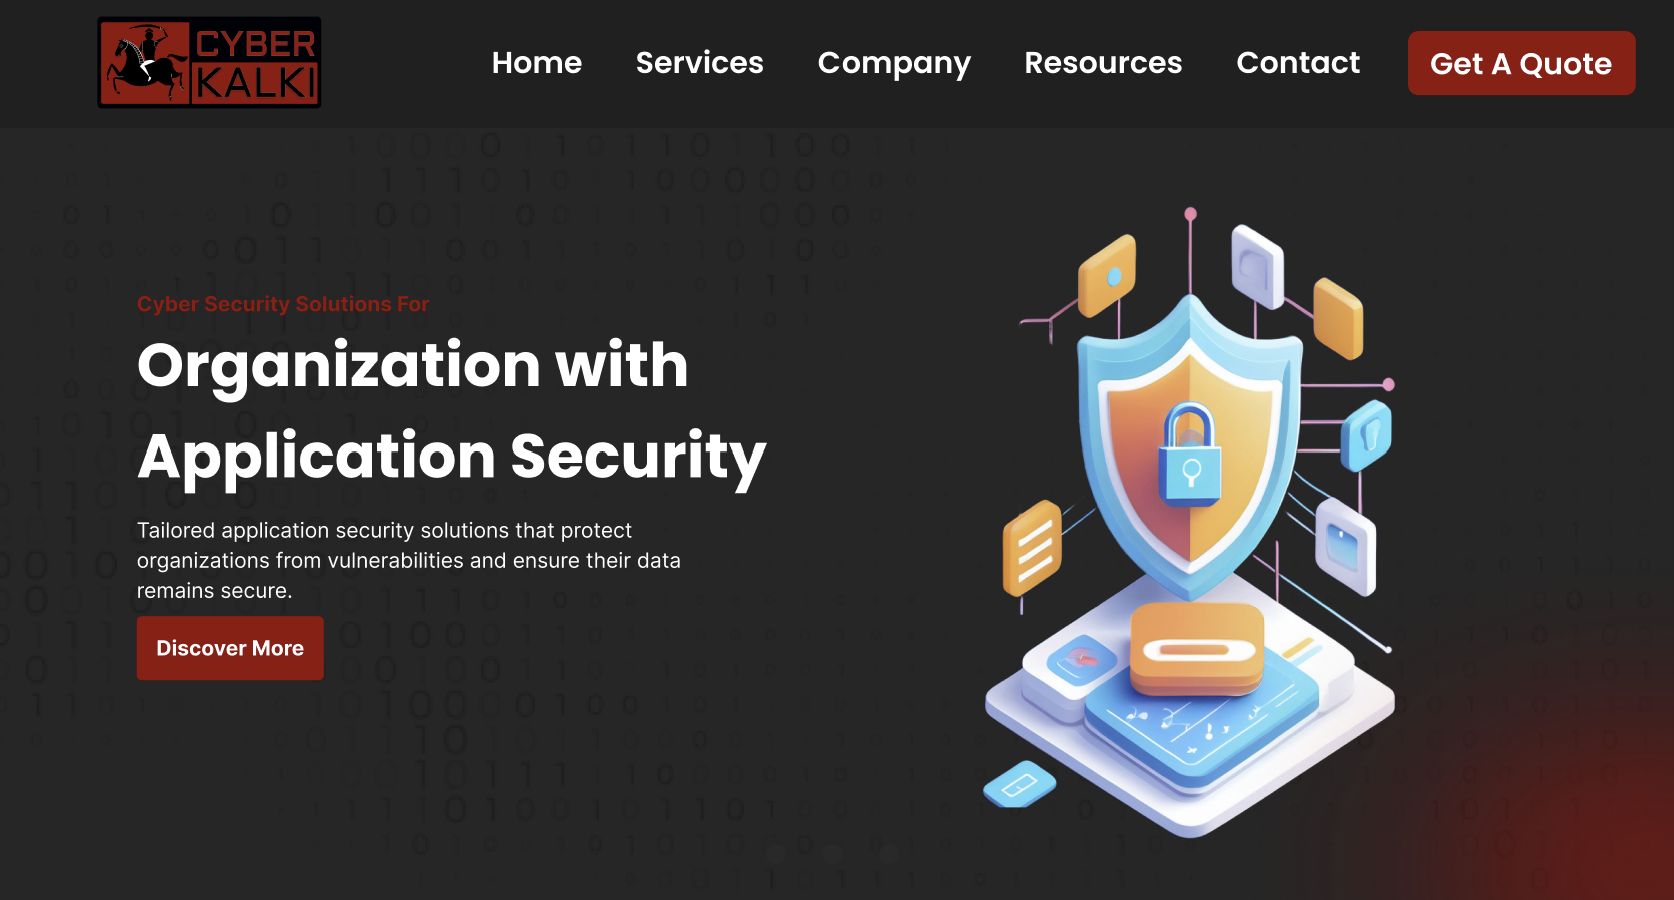 CYBER
KALKI
Home
Services
Company
Resources
Contact
Get A Quote
Cyber Security Solutions For
Organization with
Application Security
Tailored application security solutions that protect
organizations from vulnerabilities and ensure their data
remains secure.
Discover More